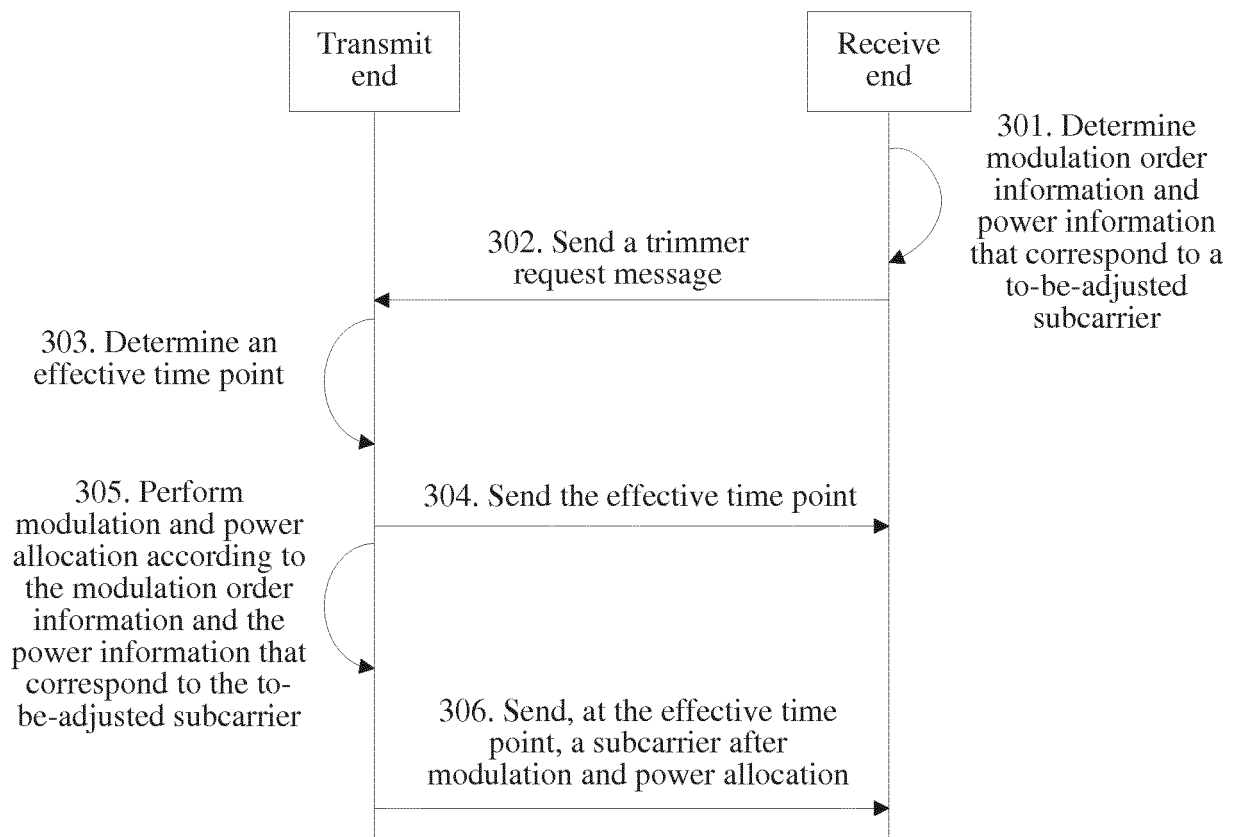 Transmit
end
Receive
end
301. Determine
modulation order
information and
power information
that correspond to a
to-be-adjusted
subcarrier
302. Send a trimmer
request message
303. Determine an
effective time point
304. Send the effective time point
305. Perform
modulation and power
allocation according to
the modulation order
information and the
power information that
correspond to the to-
be-adjusted subcarrier
306. Send, at the effective time
point, a subcarrier after
modulation and power allocation